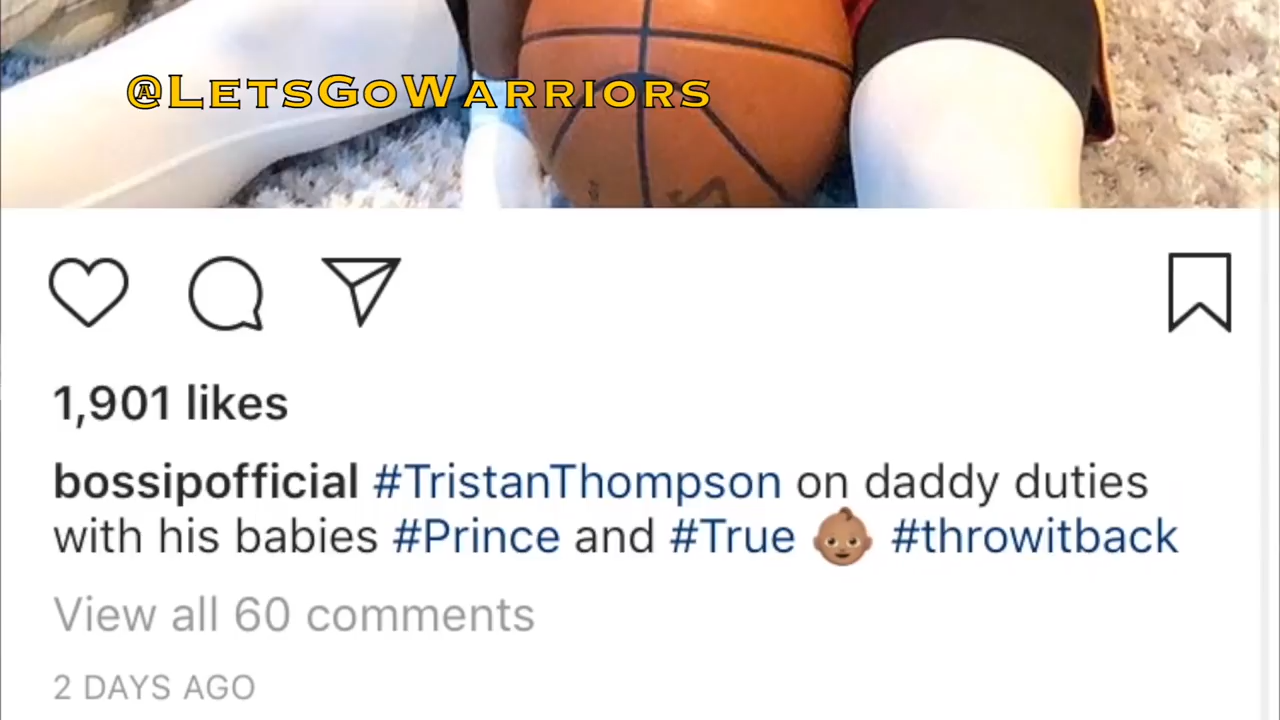 @LetsGoWarriors
1,901 likes
bossipofficial #TristanThompson on daddy duties
with his babies #Prince and #True 👶🏽 #throwitback
View all 60 comments
2 DAYS AGO